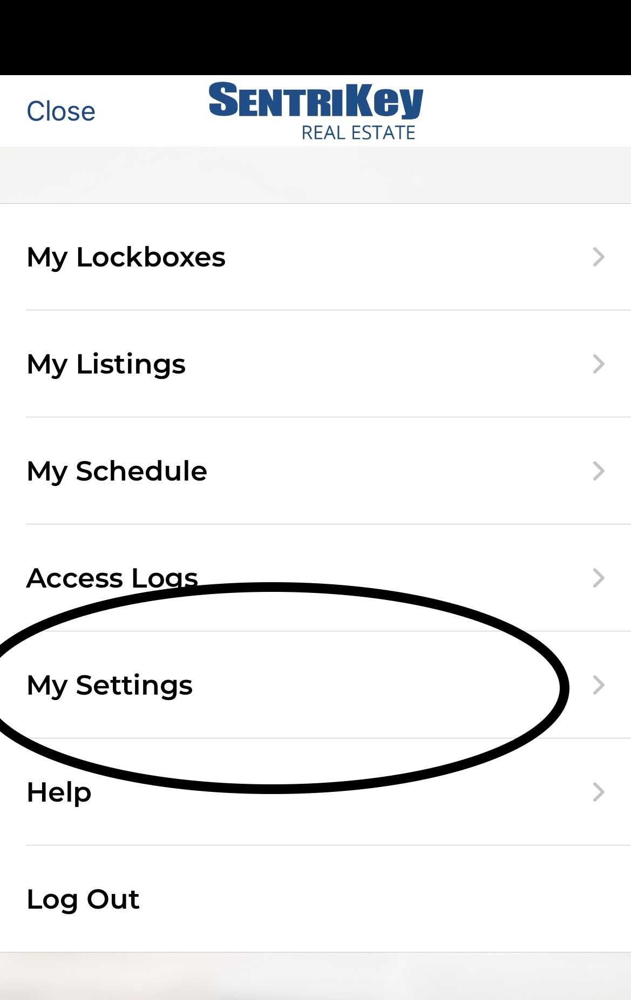 Close
SENTRIKey
REAL ESTATE
My Lockboxes
My Listings
My Schedule
Access Logs
My Settings
Help
Log Out